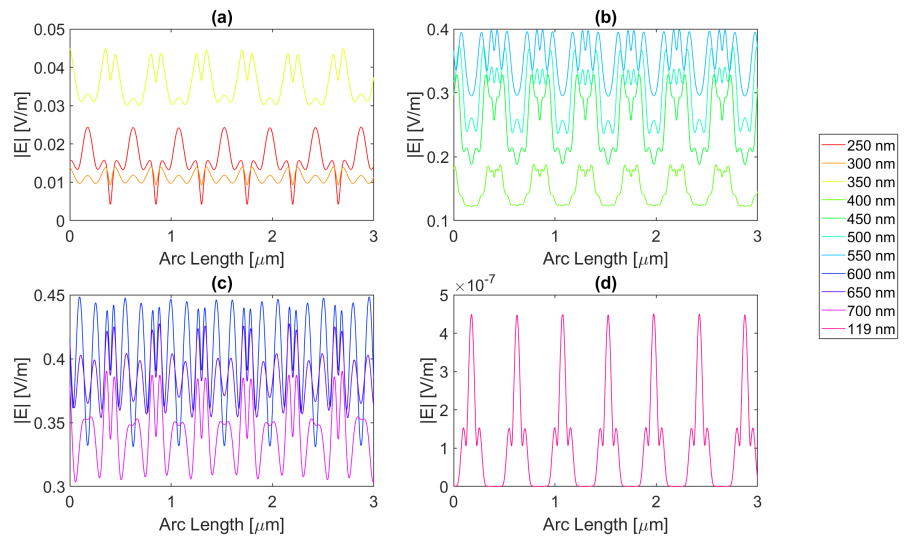 (a)
0.05
0.04
0.03
0.02
0.01
0
|E| [V/m]
0 1 2 3
Arc Length [μm]
(b)
0.4
0.3
0.2
0.1
|E| [V/m]
0 1 2 3
Arc Length [μm]
(c)
0.45
0.4
0.35
0.3
|E| [V/m]
0 1 2 3
Arc Length [μm]
(d)
×10⁻⁷
5
4
3
2
1
0
|E| [V/m]
0 1 2 3
Arc Length [μm]
250 nm
300 nm
350 nm
400 nm
450 nm
500 nm
550 nm
600 nm
650 nm
700 nm
119 nm